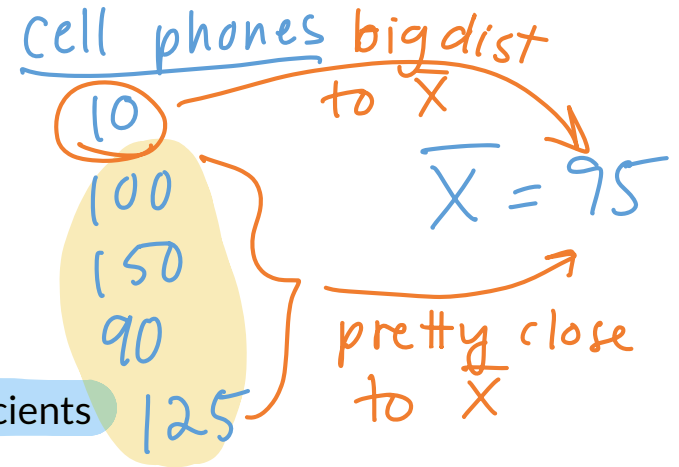 cell phones big dist
to X̄
10
X̄ = 95
100
150
90
pretty close
to X̄
cients 125